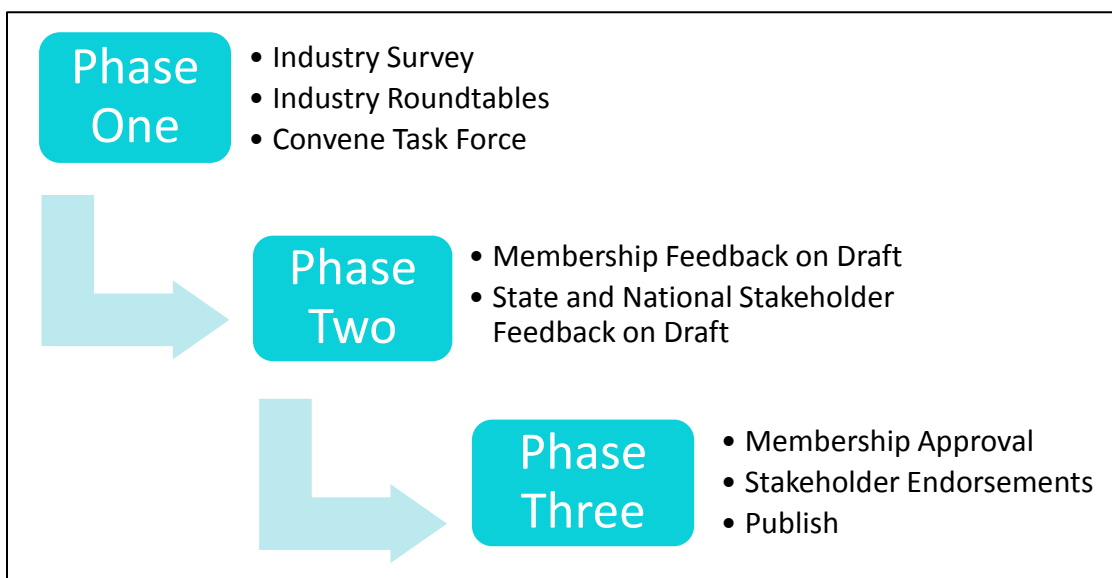 Phase
One
• Industry Survey
• Industry Roundtables
• Convene Task Force
Phase
Two
• Membership Feedback on Draft
• State and National Stakeholder
Feedback on Draft
Phase
Three
• Membership Approval
• Stakeholder Endorsements
• Publish